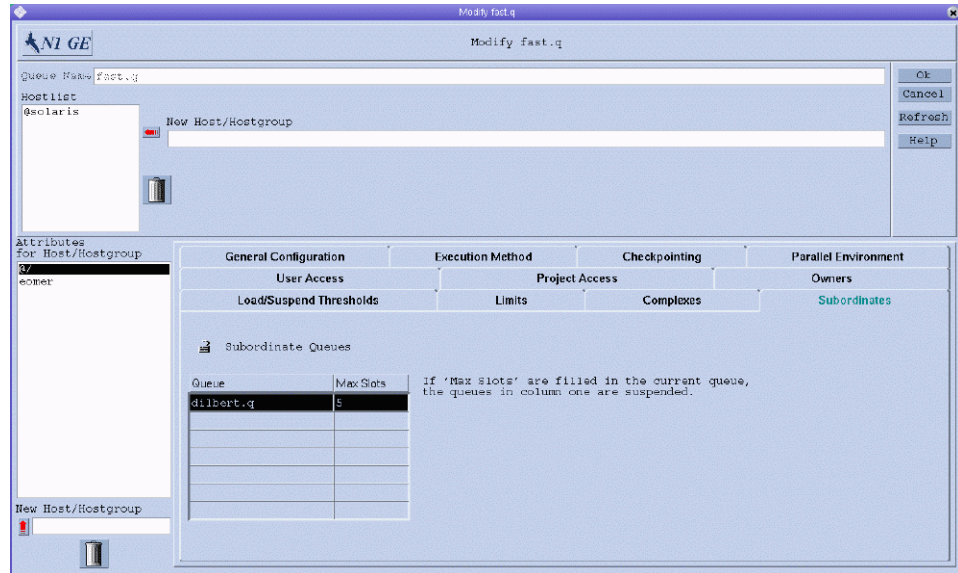 Modify fast.q
N1 GE
Modify fast.q
Queue Name fast.q
Ok
Cancel
Refresh
Help
Hostlist
@solaris
New Host/Hostgroup
Attributes
for Host/Hostgroup
@/
eomer
General Configuration
Execution Method
Checkpointing
Parallel Environment
User Access
Project Access
Owners
Load/Suspend Thresholds
Limits
Complexes
Subordinates
Subordinate Queues
Queue
Max Slots
dilbert.q
5
If 'Max Slots' are filled in the current queue,
the queues in column one are suspended.
New Host/Hostgroup